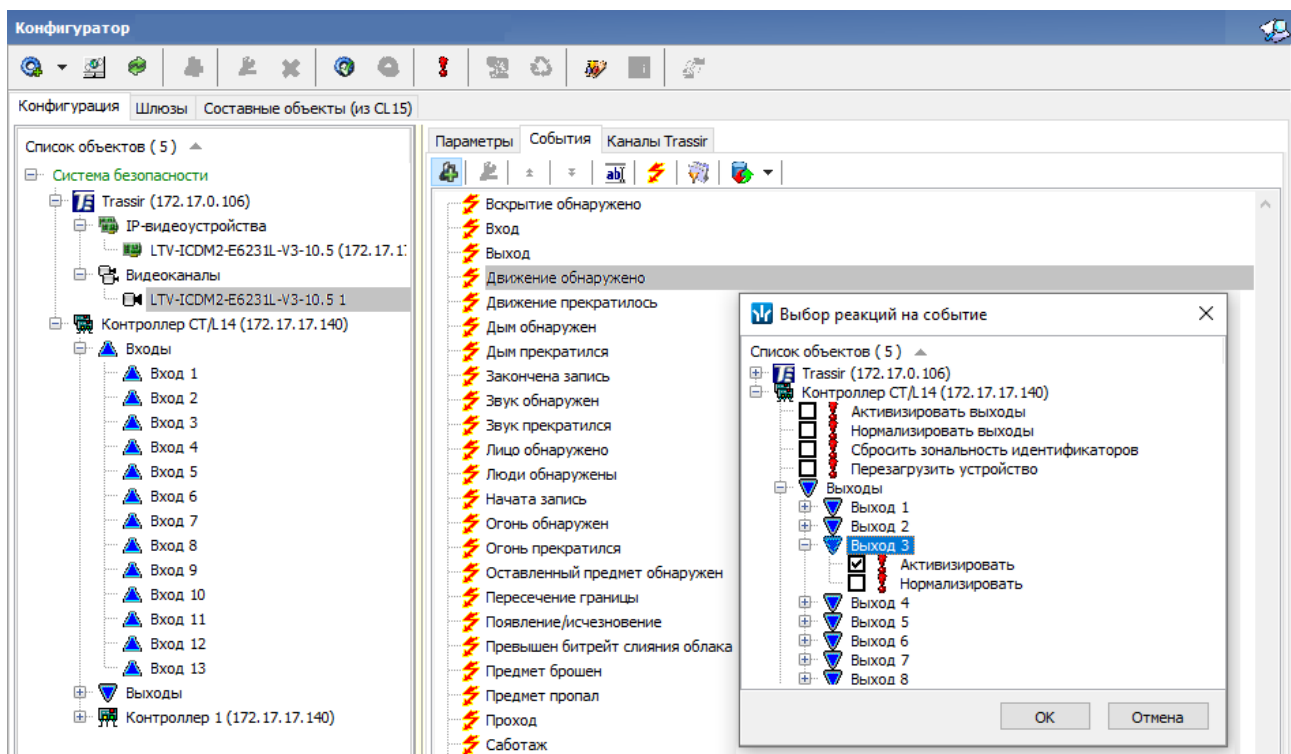 Конфигуратор
Конфигурация Шлюзы Составные объекты (из CL15)
Список объектов ( 5 )
Система безопасности
Trassir (172.17.0.106)
IP-видеоустройства
LTV-ICDM2-E6231L-V3-10.5 (172.17.1
Видеоканалы
LTV-ICDM2-E6231L-V3-10.5 1
Контроллер CT/L14 (172.17.17.140)
Входы
Вход 1
Вход 2
Вход 3
Вход 4
Вход 5
Вход 6
Вход 7
Вход 8
Вход 9
Вход 10
Вход 11
Вход 12
Вход 13
Выходы
Контроллер 1 (172.17.17.140)
Параметры События Каналы Trassir
ab
Вскрытие обнаружено
Вход
Выход
Движение обнаружено
Движение прекратилось
Дым обнаружен
Дым прекратился
Закончена запись
Звук обнаружен
Звук прекратился
Лицо обнаружено
Люди обнаружены
Начата запись
Огонь обнаружен
Огонь прекратился
Оставленный предмет обнаружен
Пересечение границы
Появление/исчезновение
Превышен битрейт слияния облака
Предмет брошен
Предмет пропал
Проход
Саботаж
Выбор реакций на событие
Список объектов ( 5 )
Trassir (172.17.0.106)
Контроллер CT/L14 (172.17.17.140)
Активизировать выходы
Нормализировать выходы
Сбросить зональность идентификаторов
Перезагрузить устройство
Выходы
Выход 1
Выход 2
Выход 3
Активизировать
Нормализировать
Выход 4
Выход 5
Выход 6
Выход 7
Выход 8
ОК Отмена